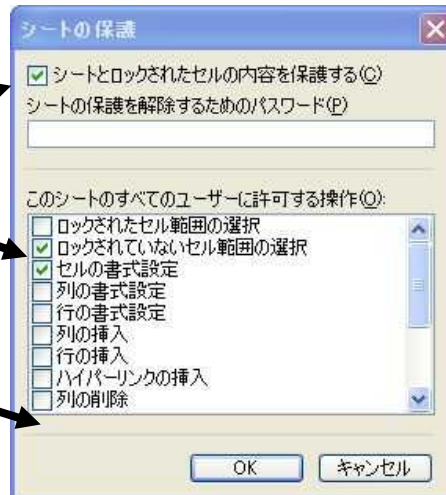 シートの保護
シートとロックされたセルの内容を保護する(C)
シートの保護を解除するためのパスワード(P)
このシートのすべてのユーザーに許可する操作(O):
ロックされたセル範囲の選択
ロックされていないセル範囲の選択
セルの書式設定
列の書式設定
行の書式設定
列の挿入
行の挿入
ハイパーリンクの挿入
列の削除
OK キャンセル